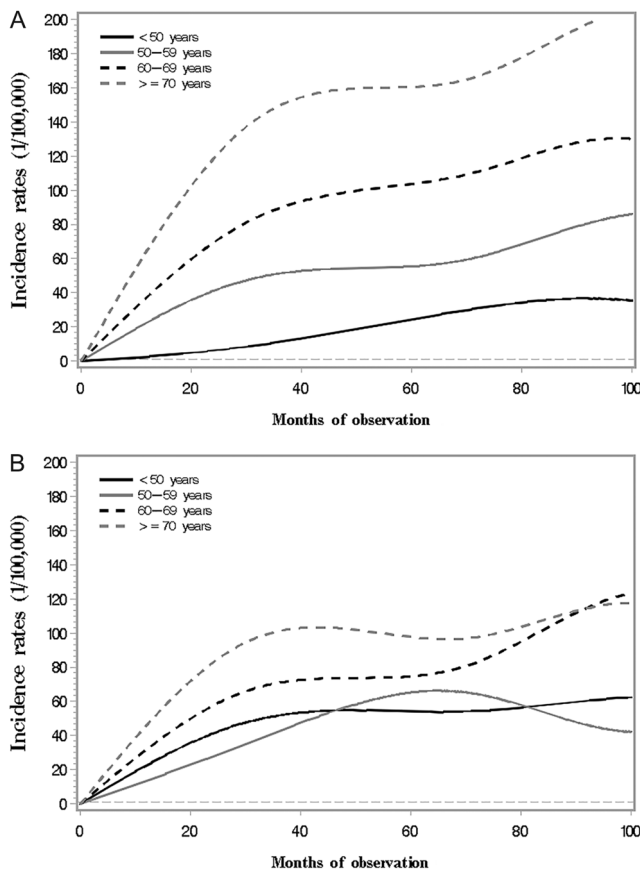 A
200
180
160
140
120
100
80
60
40
20
0
Incidence rates (1/100,000)
<50 years
50–59 years
60–69 years
>=70 years
0 20 40 60 80 100
Months of observation
B
200
180
160
140
120
100
80
60
40
20
0
Incidence rates (1/100,000)
<50 years
50–59 years
60–69 years
>=70 years
0 20 40 60 80 100
Months of observation